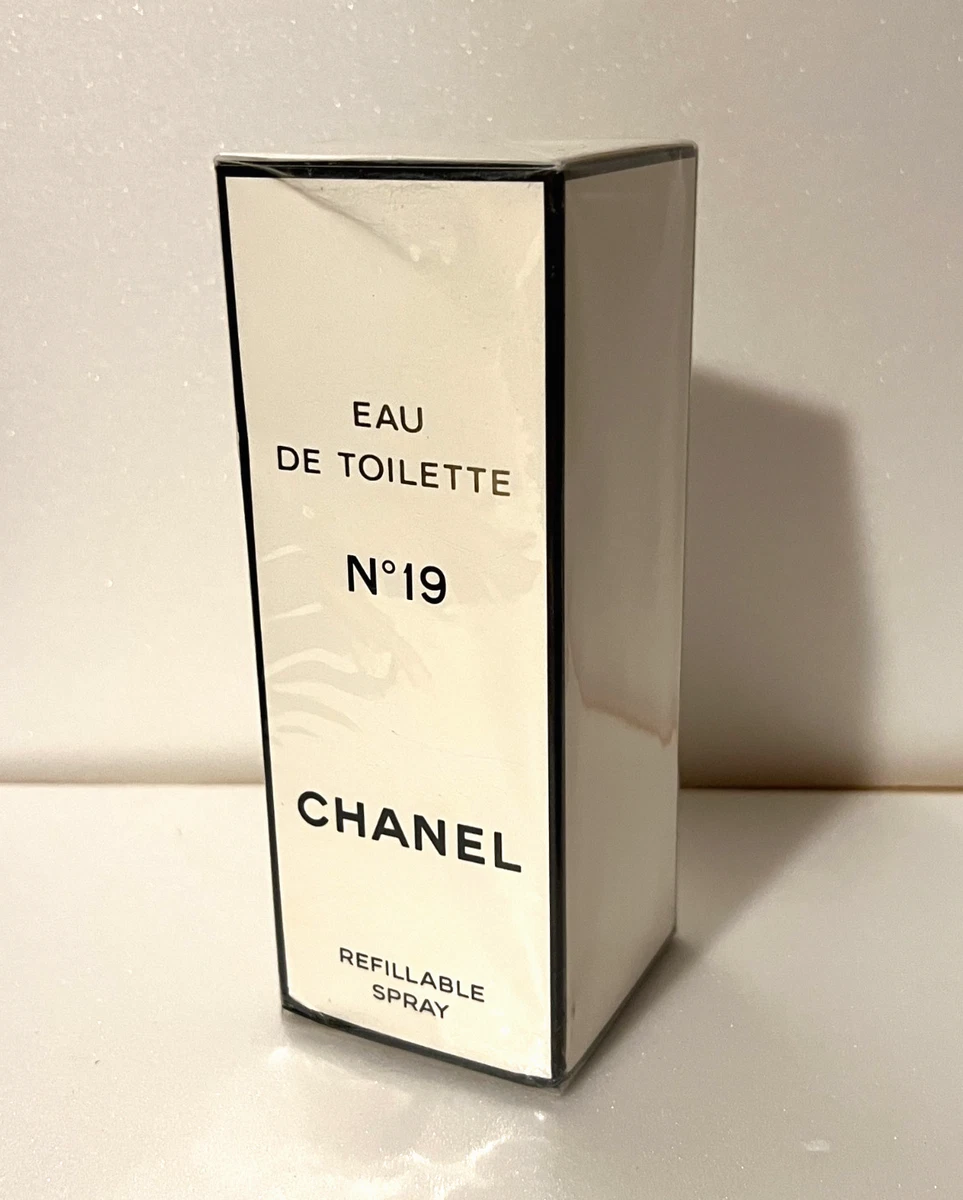 EAU
DE TOILETTE
N°19
CHANEL
REFILLABLE
SPRAY